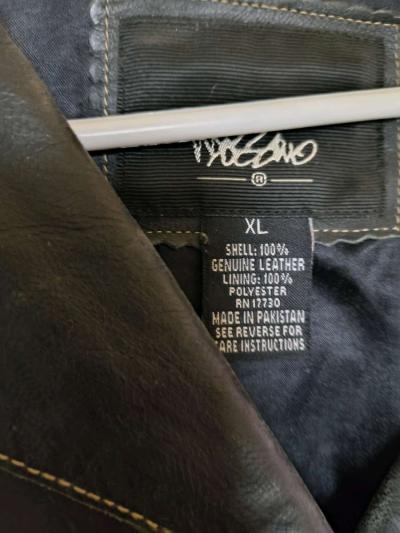 Mossimo
®
XL
SHELL: 100%
GENUINE LEATHER
LINING: 100%
POLYESTER
RN 17730
MADE IN PAKISTAN
SEE REVERSE FOR
CARE INSTRUCTIONS